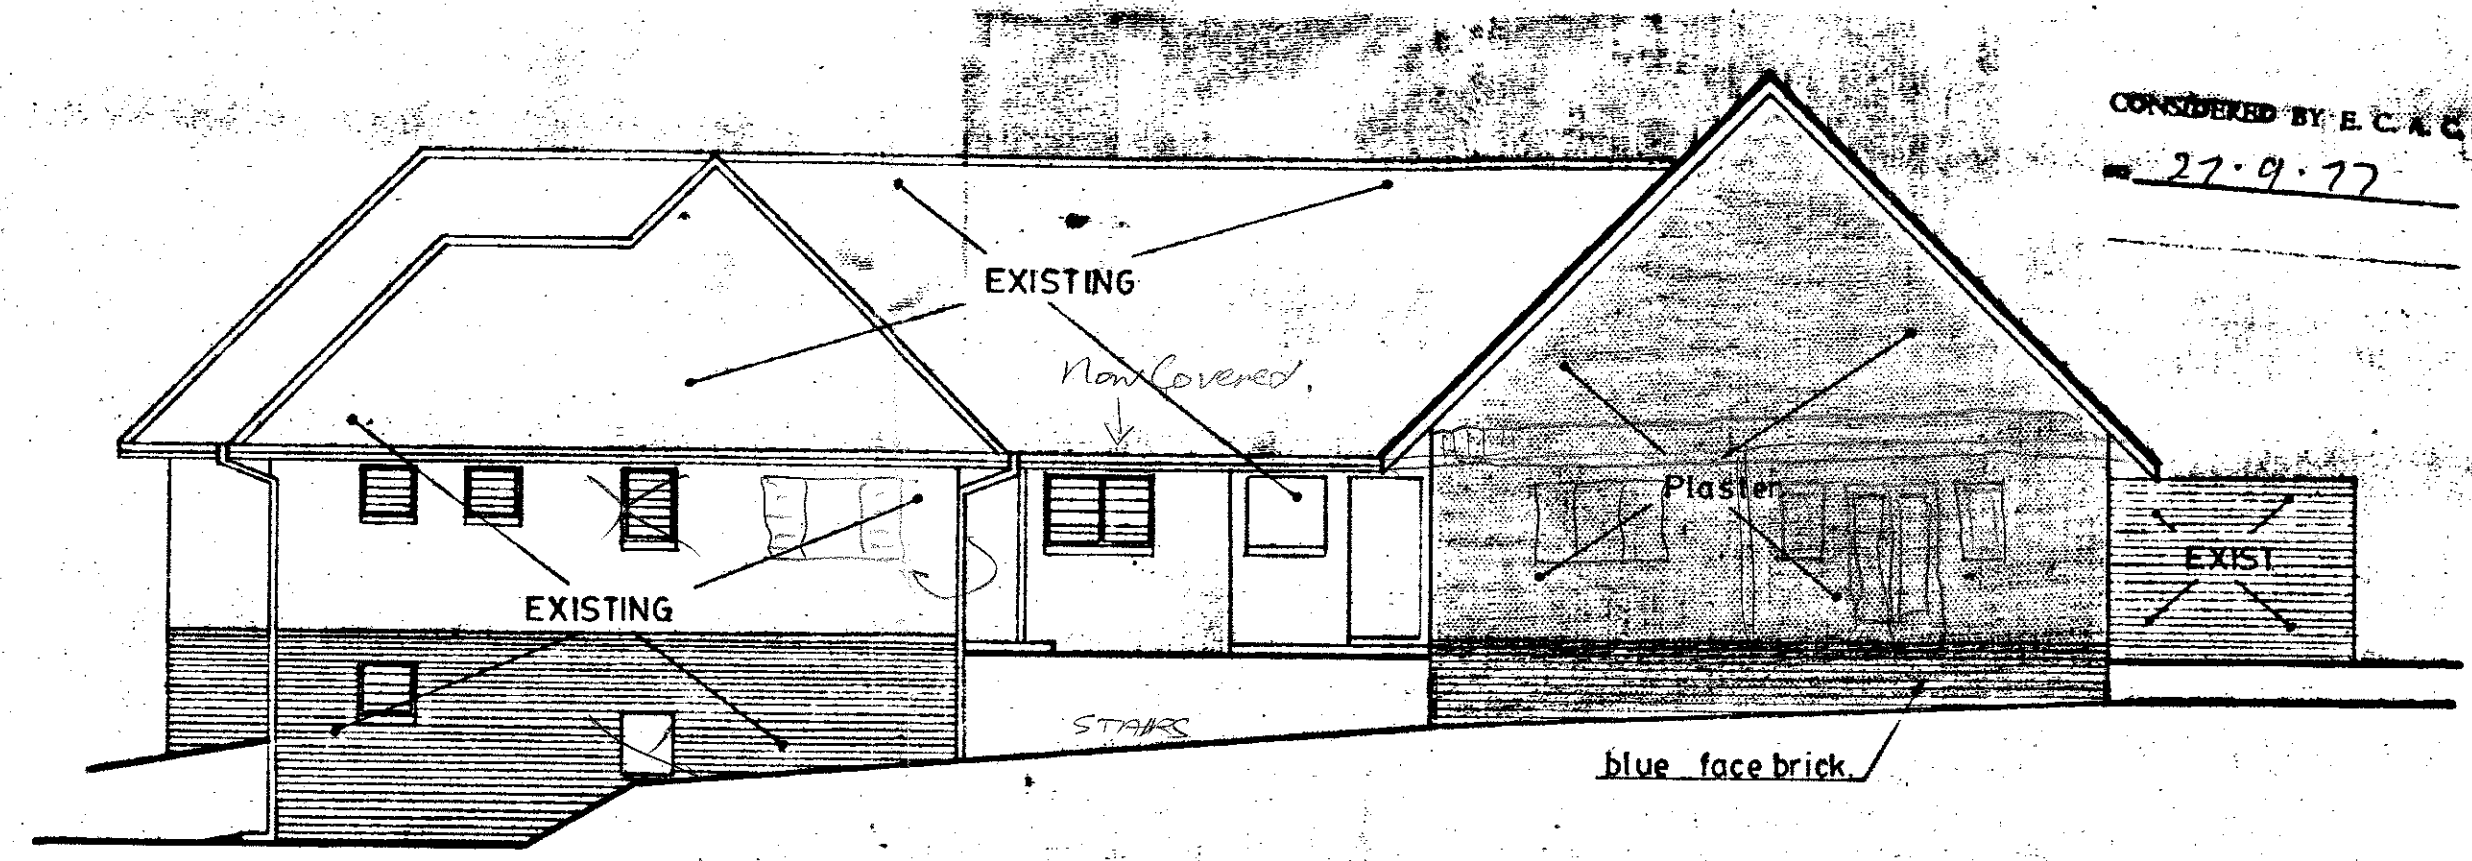 CONSIDERED BY E. C. A. C.
27.9.77
EXISTING
Now Covered.
Plaster.
EXIST.
EXISTING
STAIRS
blue face brick.